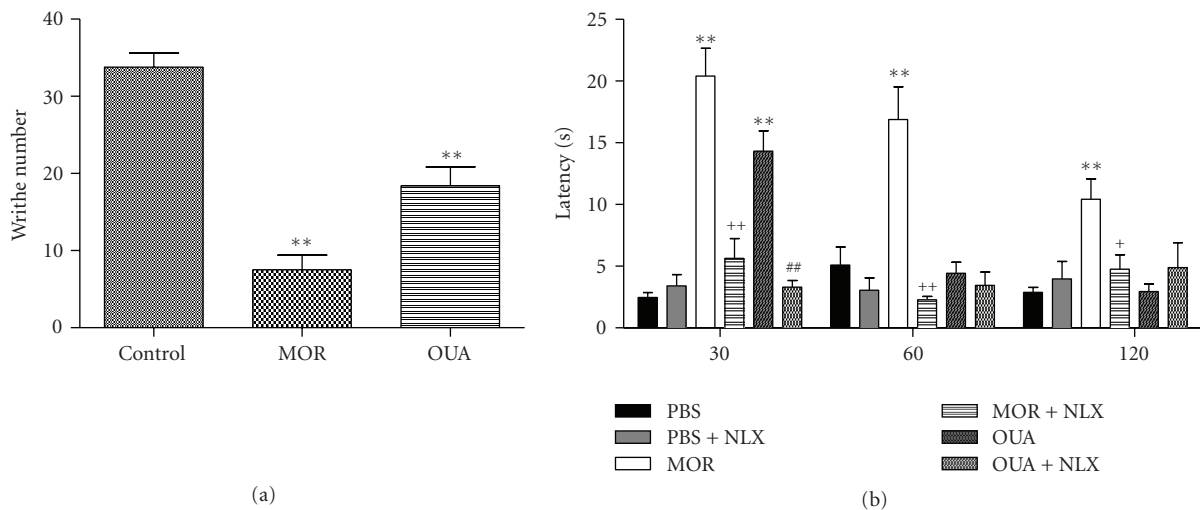 40
30
20
10
0
Writhe number
**
**
Control
MOR
OUA
(a)
25
20
15
10
5
0
Latency (s)
**
++
**
##
**
++
**
+
30
60
120
PBS
PBS + NLX
MOR
MOR + NLX
OUA
OUA + NLX
(b)